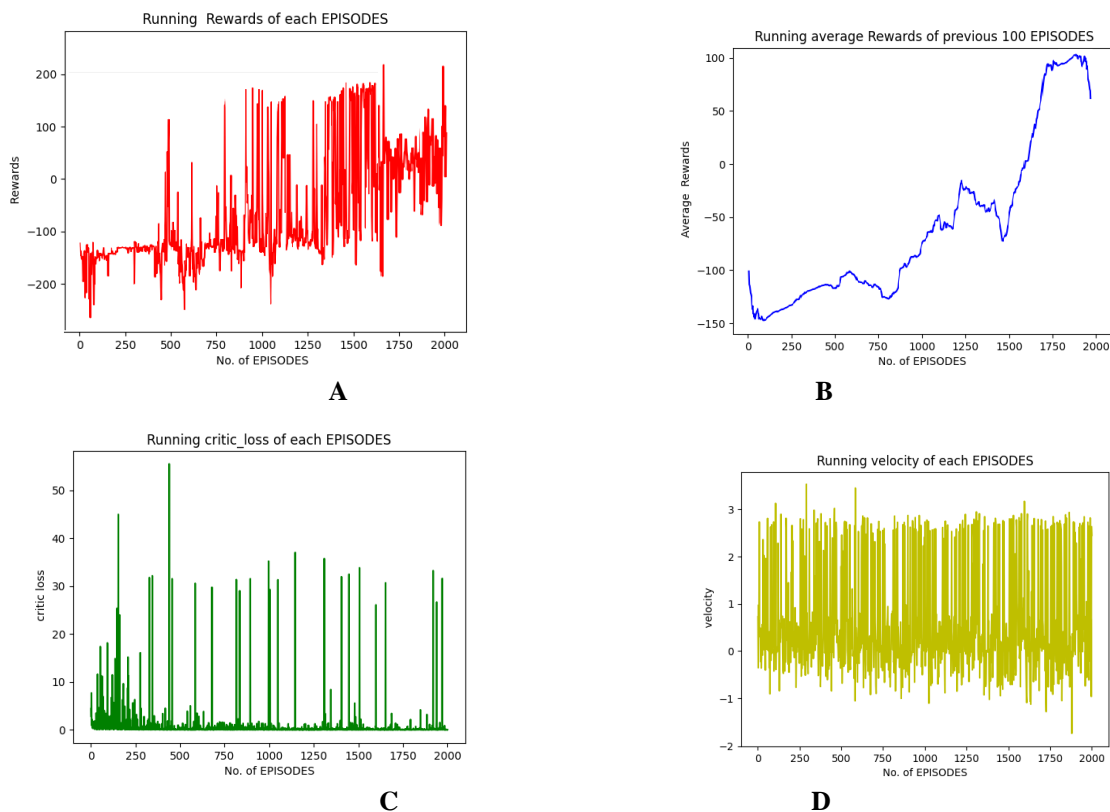 Running  Rewards of each EPISODES
Rewards
200
100
0
−100
−200
0 250 500 750 1000 1250 1500 1750 2000
No. of EPISODES
A
Running average Rewards of previous 100 EPISODES
Average  Rewards
100
50
0
−50
−100
−150
0 250 500 750 1000 1250 1500 1750 2000
No. of EPISODES
B
Running critic_loss of each EPISODES
critic loss
50
40
30
20
10
0
0 250 500 750 1000 1250 1500 1750 2000
No. of EPISODES
C
Running velocity of each EPISODES
velocity
3
2
1
0
−1
−2
0 250 500 750 1000 1250 1500 1750 2000
No. of EPISODES
D